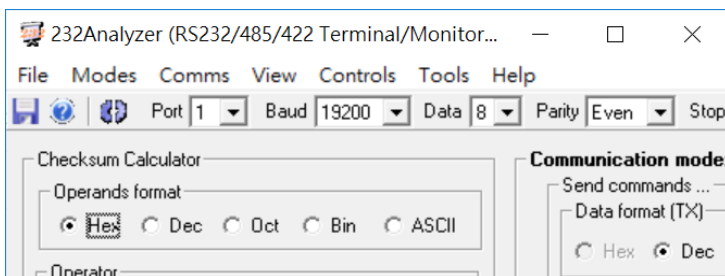 232Analyzer (RS232/485/422 Terminal/Monitor...
File Modes Comms View Controls Tools Help
Port 1 Baud 19200 Data 8 Parity Even Stop
Checksum Calculator
Operands format
Hex Dec Oct Bin ASCII
Operator
Communication mode
Send commands ...
Data format (TX)
Hex Dec